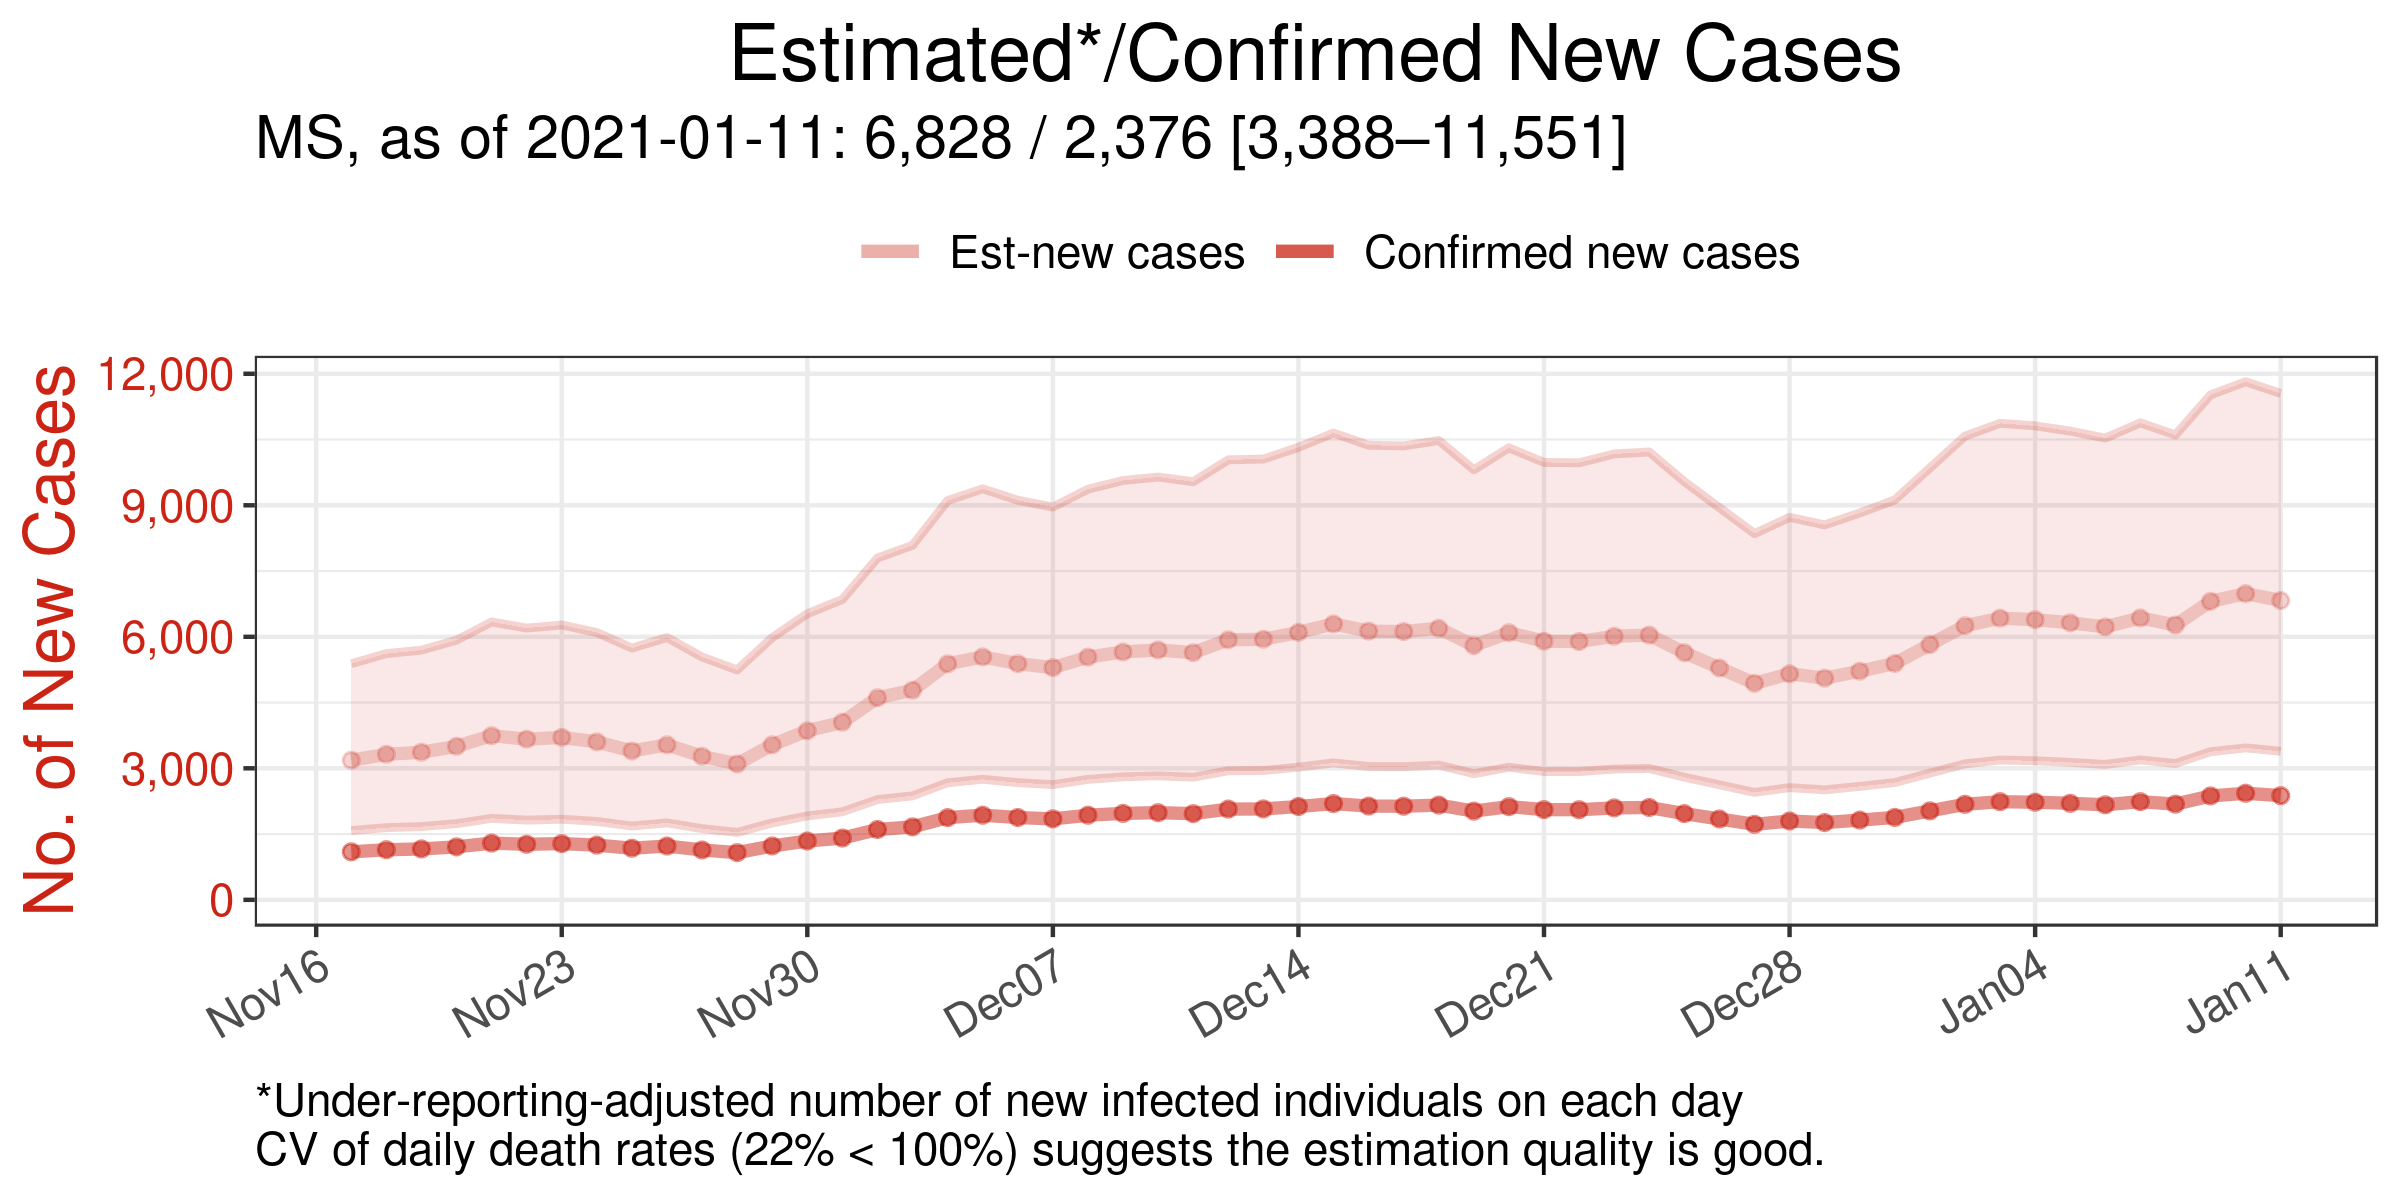 Estimated*/Confirmed New Cases
MS, as of 2021-01-11: 6,828 / 2,376 [3,388–11,551]
Est-new cases
Confirmed new cases
No. of New Cases
12,000
9,000
6,000
3,000
0
Nov16
Nov23
Nov30
Dec07
Dec14
Dec21
Dec28
Jan04
Jan11
*Under-reporting-adjusted number of new infected individuals on each day
CV of daily death rates (22% < 100%) suggests the estimation quality is good.